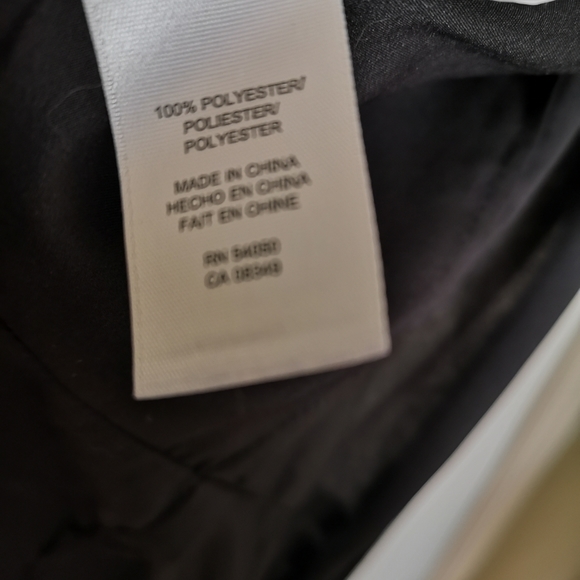 100% POLYESTER/
POLIESTER/
POLYESTER
MADE IN CHINA
HECHO EN CHINA
FAIT EN CHINE
RN
CA